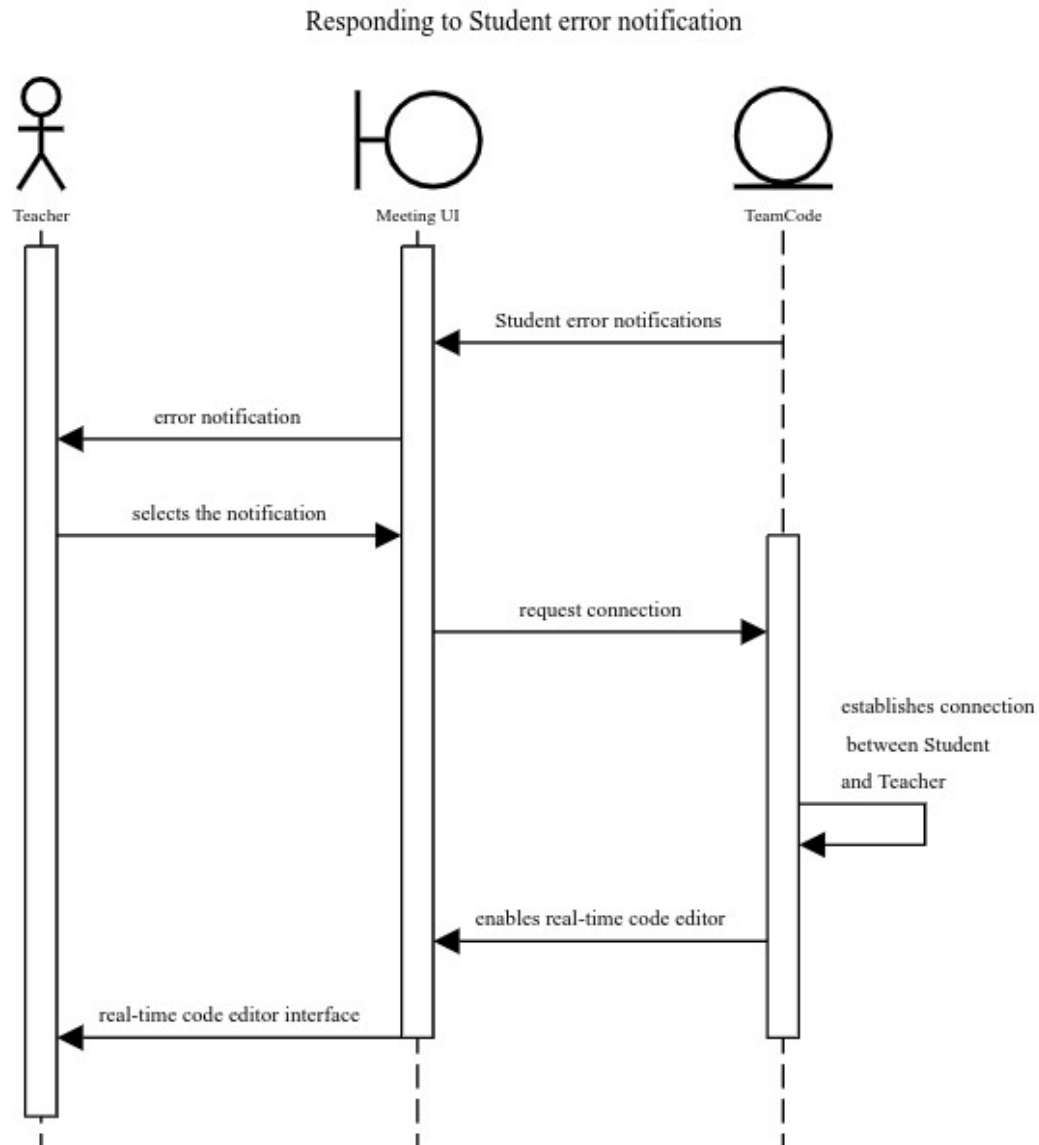 Responding to Student error notification
Teacher
Meeting UI
TeamCode
Student error notifications
error notification
selects the notification
request connection
establishes connection
between Student
and Teacher
enables real-time code editor
real-time code editor interface